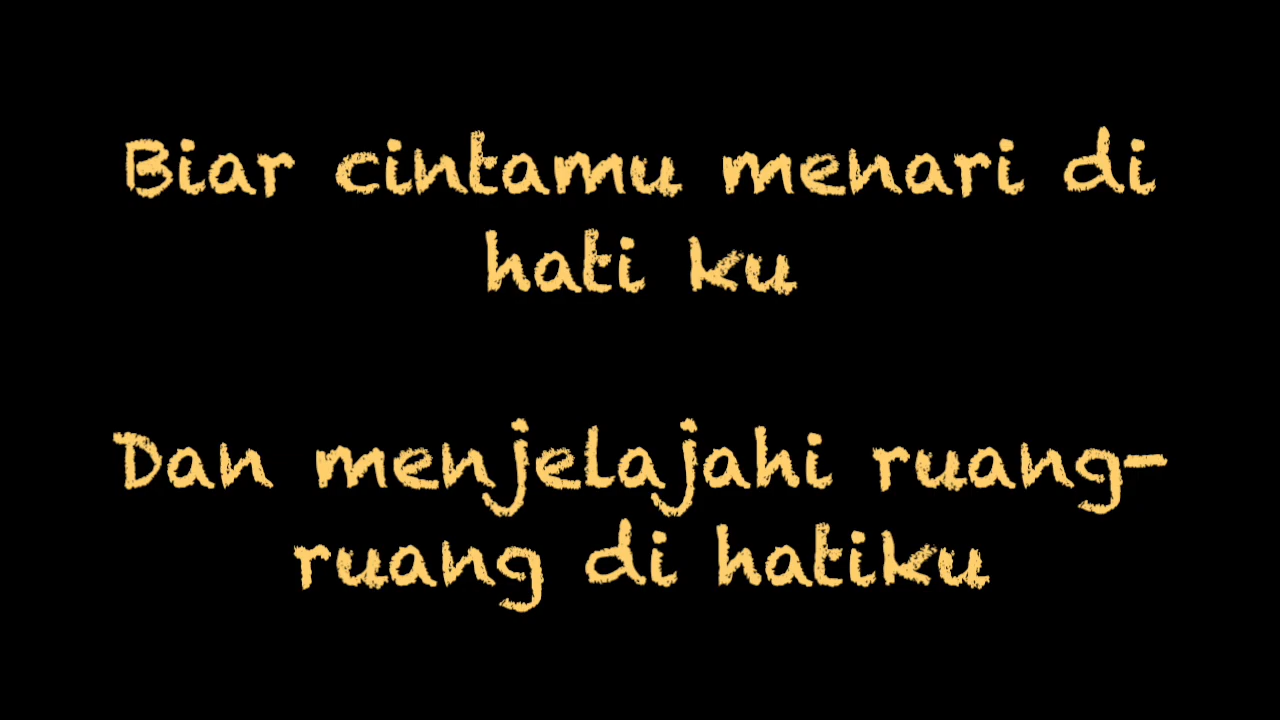 Biar cintamu menari di
hati ku
Dan menjelajahi ruang-
ruang di hatiku